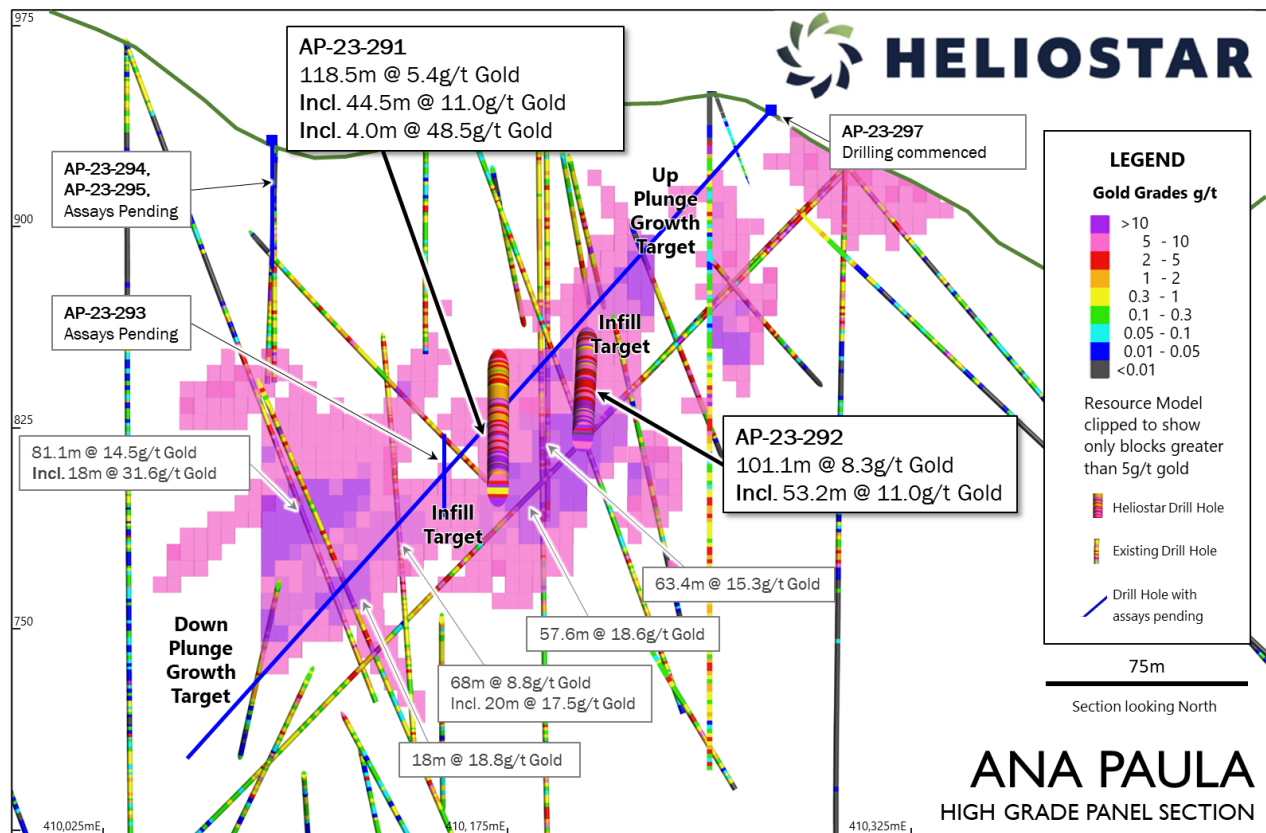 975
HELIOSTAR
AP-23-291
118.5m @ 5.4g/t Gold
Incl. 44.5m @ 11.0g/t Gold
Incl. 4.0m @ 48.5g/t Gold
AP-23-297
Drilling commenced
AP-23-294,
AP-23-295,
Assays Pending
Up
Plunge
Growth
Target
900
AP-23-293
Assays Pending
Infill
Target
825
81.1m @ 14.5g/t Gold
Incl. 18m @ 31.6g/t Gold
AP-23-292
101.1m @ 8.3g/t Gold
Incl. 53.2m @ 11.0g/t Gold
Infill
Target
63.4m @ 15.3g/t Gold
750
Down
Plunge
Growth
Target
57.6m @ 18.6g/t Gold
68m @ 8.8g/t Gold
Incl. 20m @ 17.5g/t Gold
18m @ 18.8g/t Gold
LEGEND
Gold Grades g/t
>10
5 - 10
2 - 5
1 - 2
0.3 - 1
0.1 - 0.3
0.05 - 0.1
0.01 - 0.05
<0.01
Resource Model
clipped to show
only blocks greater
than 5g/t gold
Heliostar Drill Hole
Existing Drill Hole
Drill Hole with
assays pending
75m
Section looking North
ANA PAULA
HIGH GRADE PANEL SECTION
410,025mE
410, 175mE
410,325mE